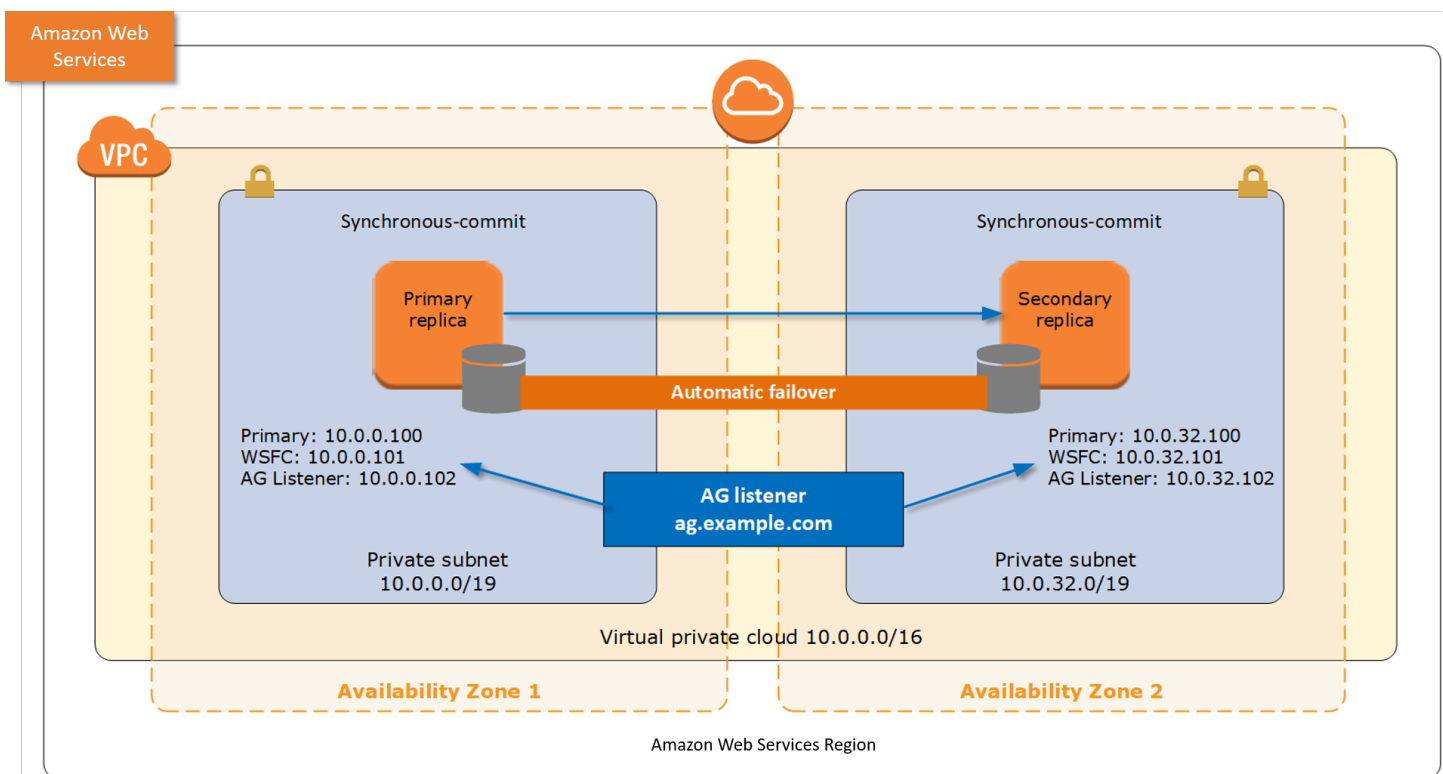 Amazon Web
Services
VPC
Synchronous-commit
Primary
replica
Synchronous-commit
Secondary
replica
Automatic failover
Primary: 10.0.0.100
WSFC: 10.0.0.101
AG Listener: 10.0.0.102
Primary: 10.0.32.100
WSFC: 10.0.32.101
AG Listener: 10.0.32.102
AG listener
ag.example.com
Private subnet
10.0.0.0/19
Private subnet
10.0.32.0/19
Virtual private cloud 10.0.0.0/16
Availability Zone 1
Availability Zone 2
Amazon Web Services Region